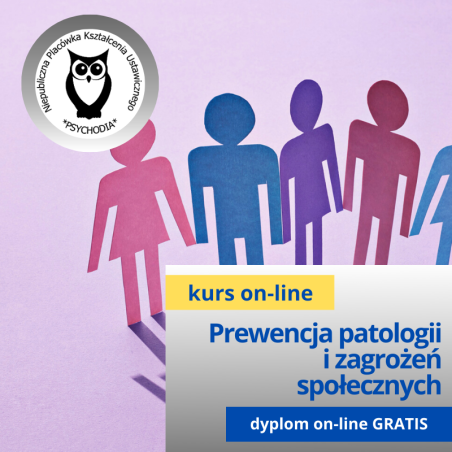 Niepubliczna Placówka Kształcenia Ustawicznego
*PSYCHODIA*
kurs on-line
Prewencja patologii
i zagrożeń
społecznych
dyplom on-line GRATIS